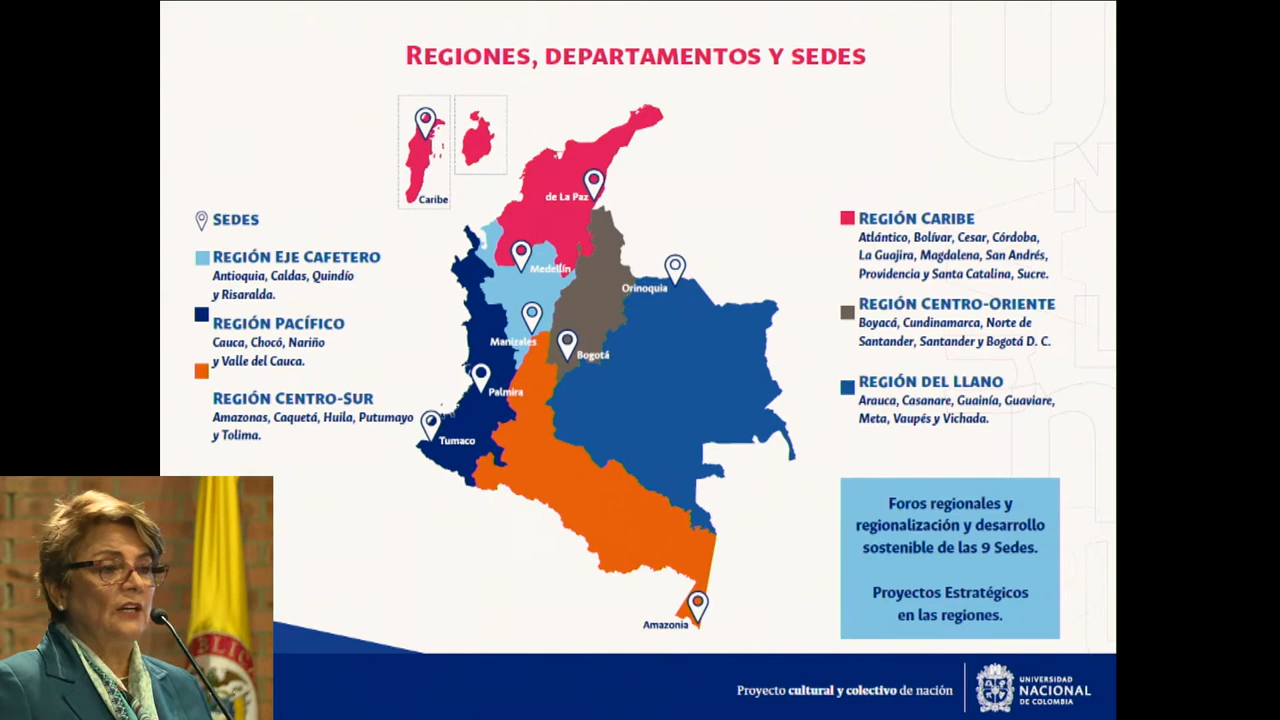 REGIONES, DEPARTAMENTOS Y SEDES
Caribe
de La Paz
Medellín
Orinoquia
Manizales
Bogotá
Palmira
Tumaco
Amazonia
SEDES
REGIÓN EJE CAFETERO
Antioquia, Caldas, Quindío
y Risaralda.
REGIÓN PACÍFICO
Cauca, Chocó, Nariño
y Valle del Cauca.
REGIÓN CENTRO-SUR
Amazonas, Caquetá, Huila, Putumayo
y Tolima.
REGIÓN CARIBE
Atlántico, Bolívar, Cesar, Córdoba,
La Guajira, Magdalena, San Andrés,
Providencia y Santa Catalina, Sucre.
REGIÓN CENTRO-ORIENTE
Boyacá, Cundinamarca, Norte de
Santander, Santander y Bogotá D. C.
REGIÓN DEL LLANO
Arauca, Casanare, Guainía, Guaviare,
Meta, Vaupés y Vichada.
Foros regionales y
regionalización y desarrollo
sostenible de las 9 Sedes.
Proyectos Estratégicos
en las regiones.
Proyecto cultural y colectivo de nación
UNIVERSIDAD
NACIONAL
DE COLOMBIA